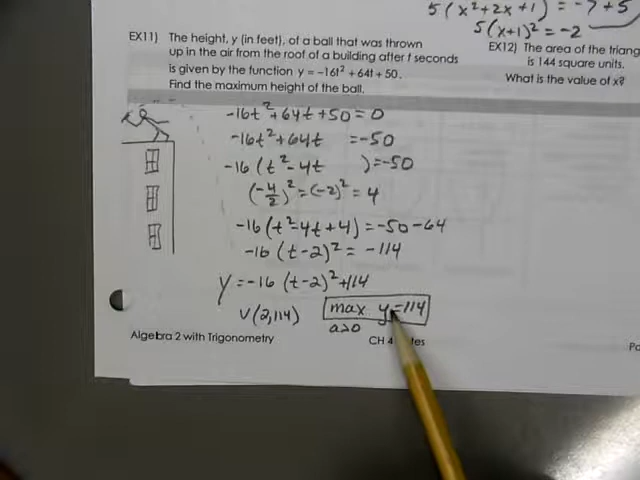 5(x²+2x+1) = -7+5
5(x+1)² = -2
EX11) The height, y (in feet), of a ball that was thrown
up in the air from the roof of a building after t seconds
is given by the function y = -16t² + 64t + 50.
Find the maximum height of the ball.
EX12) The area of the triang
is 144 square units.
What is the value of x?
-16t²+64t+50=0
-16t²+64t =-50
-16(t²-4t )=-50
(-4/2)²=(-2)²=4
-16(t²-4t+4)=-50-64
-16(t-2)²=-114
y=-16(t-2)²+114
V(2,114)
max y=114
a>0
Algebra 2 with Trigonometry
CH 4
tes